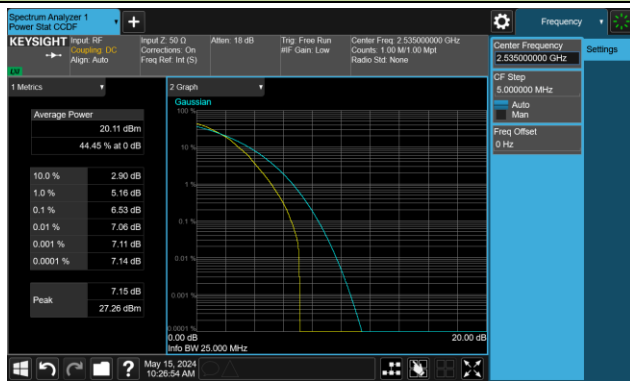 Spectrum Analyzer 1
Power Stat CCDF
+
Frequency
KEYSIGHT
Input: RF
Coupling: DC
Align: Auto
Input Z: 50 Ω
Corrections: On
Freq Ref: Int (S)
Atten: 18 dB
Trig: Free Run
#IF Gain: Low
Center Freq: 2.535000000 GHz
Counts: 1.00 M/1.00 Mpt
Radio Std: None
Center Frequency
2.535000000 GHz
Settings
CF Step
5.000000 MHz
Auto
Man
Freq Offset
0 Hz
1 Metrics
Average Power
20.11 dBm
44.45 % at 0 dB
10.0 % 2.90 dB
1.0 % 5.16 dB
0.1 % 6.53 dB
0.01 % 7.06 dB
0.001 % 7.11 dB
0.0001 % 7.14 dB
Peak
7.15 dB
27.26 dBm
2 Graph
Gaussian
100 %
10 %
1 %
0.1 %
0.01 %
0.001 %
0.0001 %
0.00 dB 20.00 dB
Info BW 25.000 MHz
?
May 15, 2024
10:26:54 AM